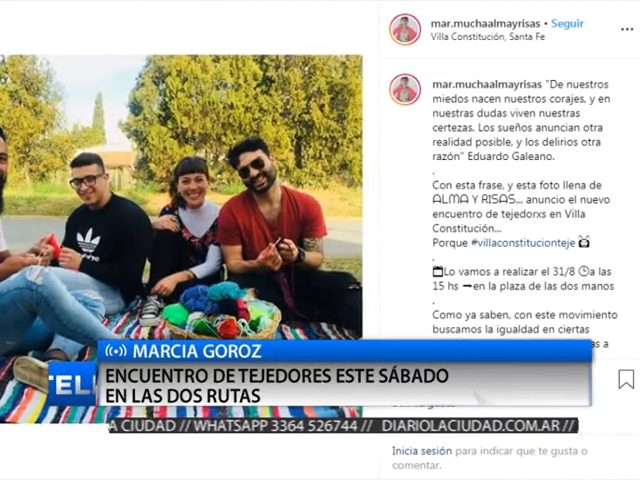 mar.muchaalmayrisas • Seguir
Villa Constitución, Santa Fe
mar.muchaalmayrisas "De nuestros
miedos nacen nuestros corajes, y en
nuestras dudas viven nuestras
certezas. Los sueños anuncian otra
realidad posible, y los delirios otra
razón" Eduardo Galeano.
.
Con esta frase, y esta foto llena de
ALMA Y RISAS... anuncio el nuevo
encuentro de tejedorxs en Villa
Constitución...
Porque #villaconstitucionteje
.
Lo vamos a realizar el 31/8 a las
15 hs en la plaza de las dos manos
.
Como ya saben, con este movimiento
buscamos la igualdad en ciertas
as a
MARCIA GOROZ
TEL
ENCUENTRO DE TEJEDORES ESTE SÁBADO
EN LAS DOS RUTAS
A CIUDAD // WHATSAPP 3364 526744 // DIARIOLACIUDAD.COM.AR //
Inicia sesión para indicar que te gusta o
comentar.